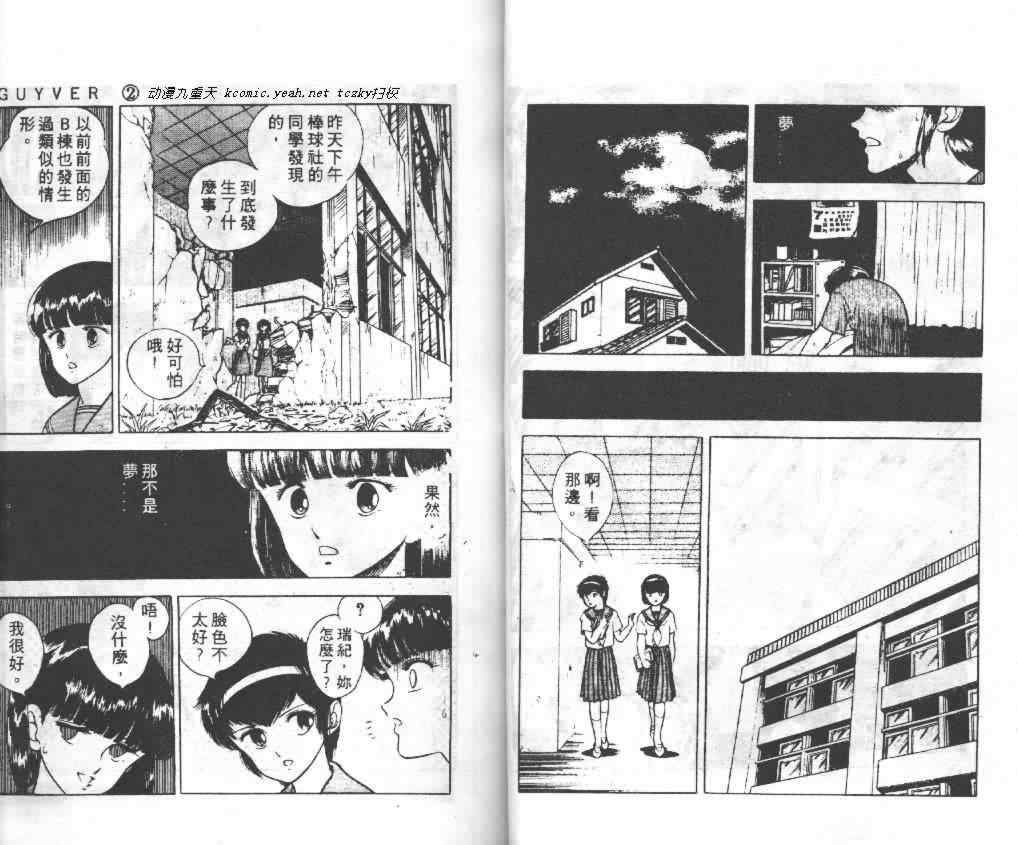 夢⋯⋯
7
啊！看
那邊。
GUYVER ② 动漫九重天 kcomic.yeah.net tczky扫校
昨天下午
棒球社的
同學發現
的，
到底發
生了什
麼事？
好可怕
哦！
以前前面的
B棟也發生
過類似的情
形。
果然，
那不是
夢⋯⋯
？
瑞紀，妳
怎麼了？
臉色不
太好？
唔！
沒什麼，
我很好。